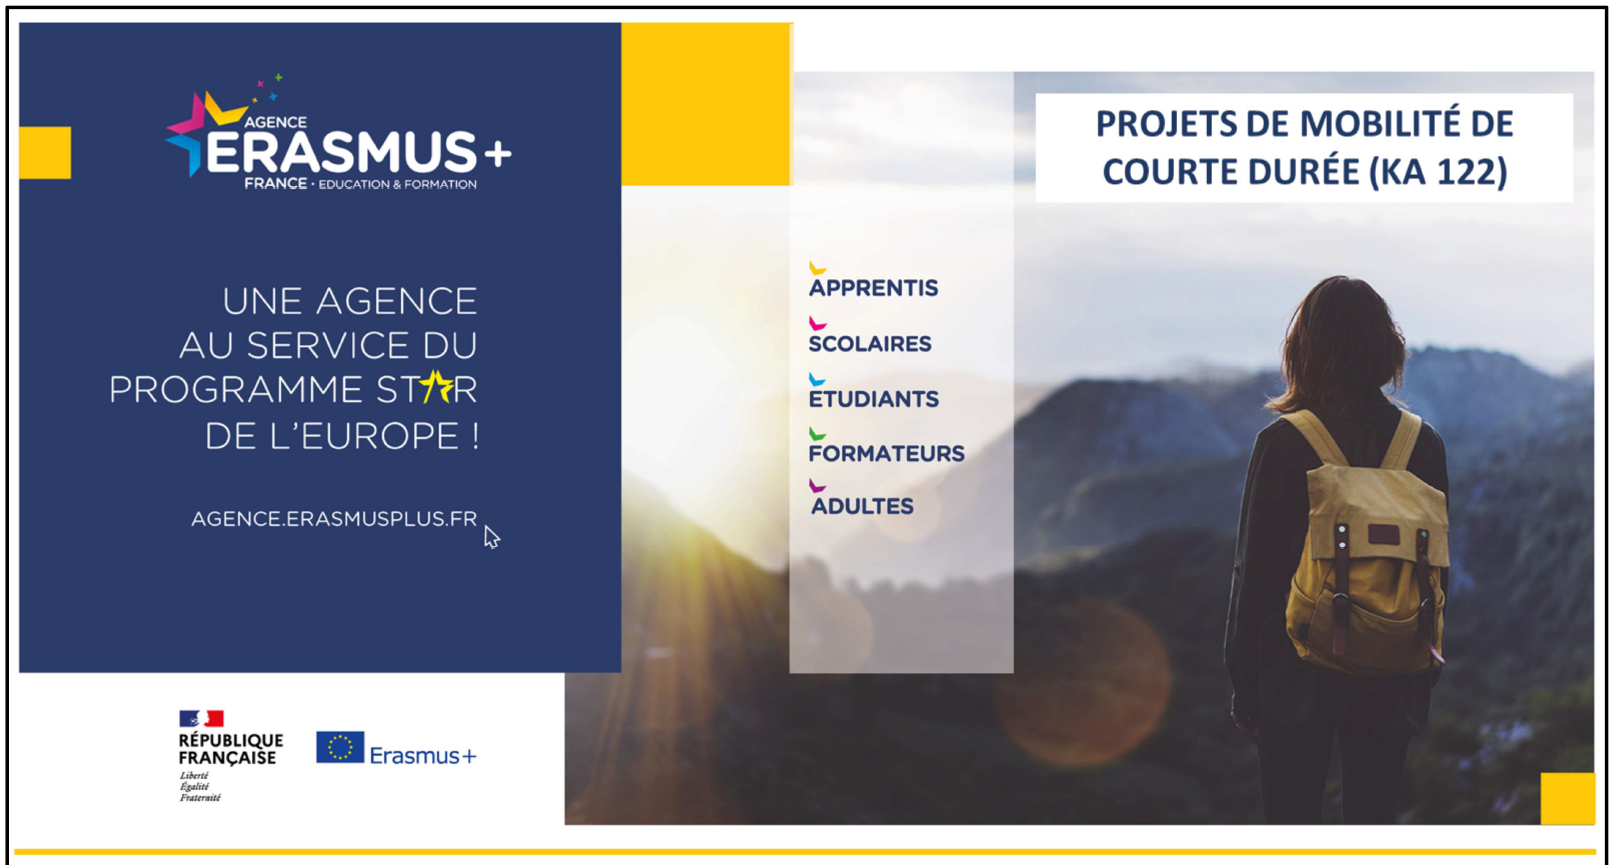 AGENCE
ERASMUS+
FRANCE • EDUCATION & FORMATION
UNE AGENCE
AU SERVICE DU
PROGRAMME STAR
DE L'EUROPE !
AGENCE.ERASMUSPLUS.FR
RÉPUBLIQUE
FRANÇAISE
Liberté
Égalité
Fraternité
Erasmus+
APPRENTIS
SCOLAIRES
ETUDIANTS
FORMATEURS
ADULTES
PROJETS DE MOBILITÉ DE
COURTE DURÉE (KA 122)